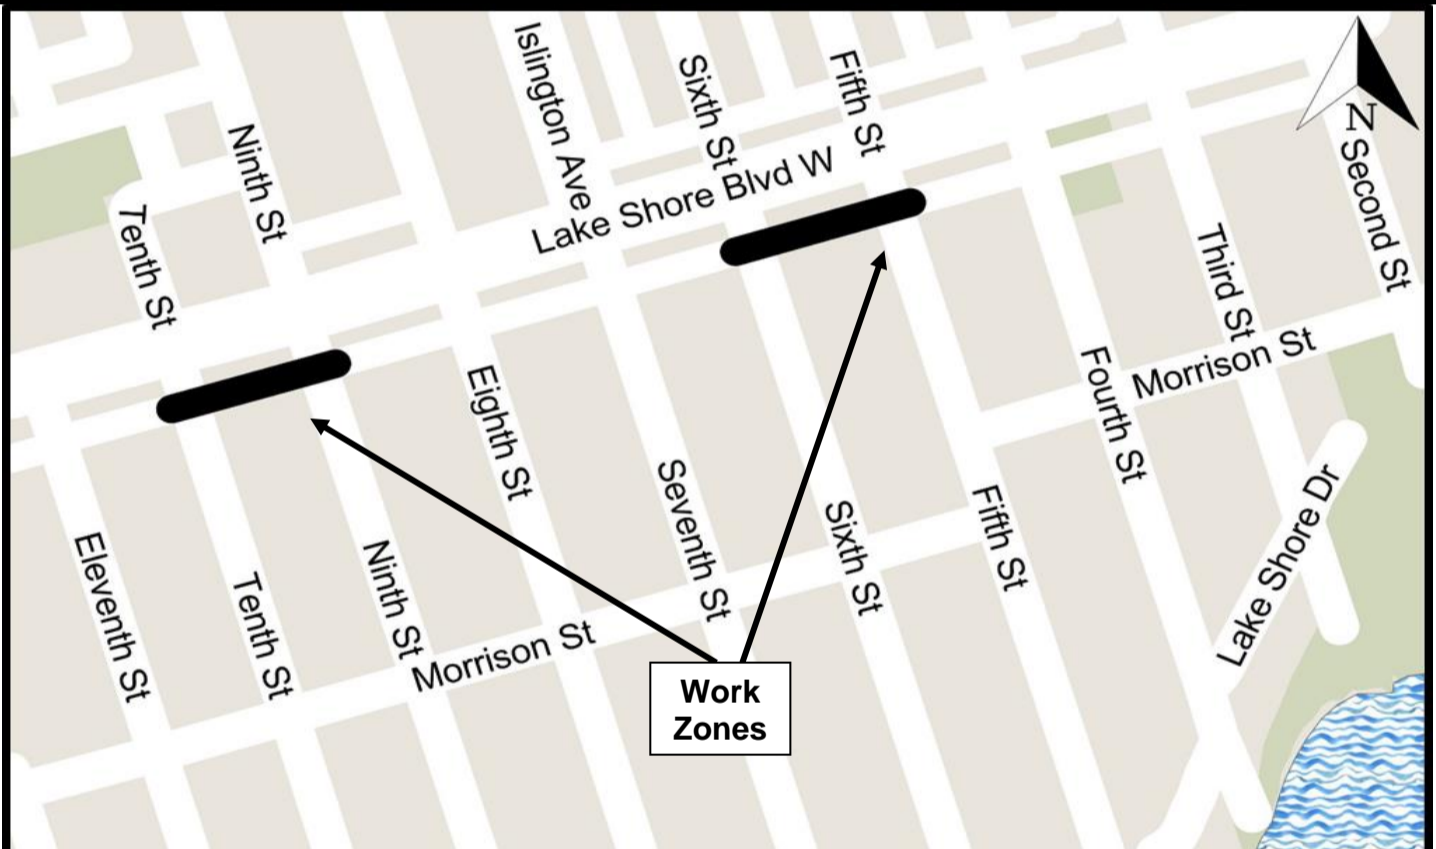 Islington Ave
Sixth St
Fifth St
N
Ninth St
Lake Shore Blvd W
Second St
Tenth St
Third St
Morrison St
Fourth St
Eighth St
Seventh St
Sixth St
Fifth St
Lake Shore Dr
Eleventh St
Tenth St
Ninth St
Morrison St
Work
Zones